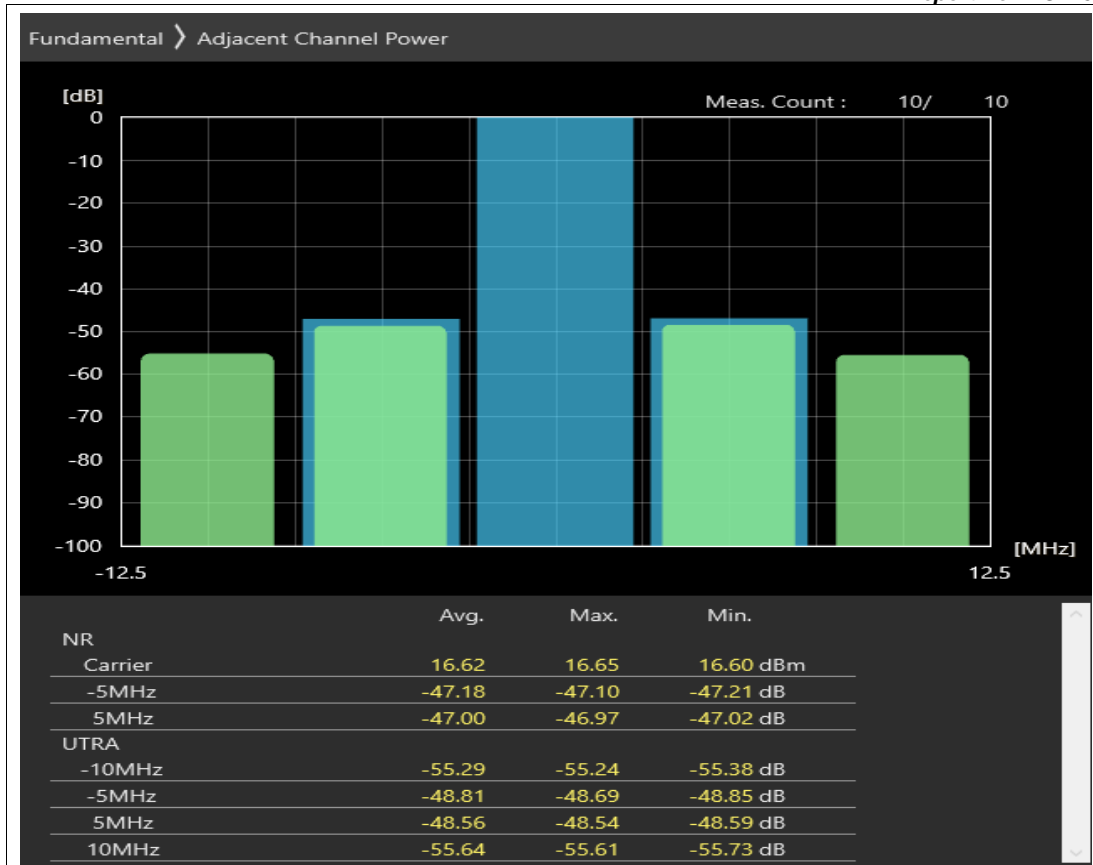 Fundamental 〉 Adjacent Channel Power
[dB]
Meas. Count : 10/ 10
0
-10
-20
-30
-40
-50
-60
-70
-80
-90
-100
[MHz]
-12.5 12.5
Avg. Max. Min.
NR
Carrier 16.62 16.65 16.60 dBm
-5MHz -47.18 -47.10 -47.21 dB
5MHz -47.00 -46.97 -47.02 dB
UTRA
-10MHz -55.29 -55.24 -55.38 dB
-5MHz -48.81 -48.69 -48.85 dB
5MHz -48.56 -48.54 -48.59 dB
10MHz -55.64 -55.61 -55.73 dB